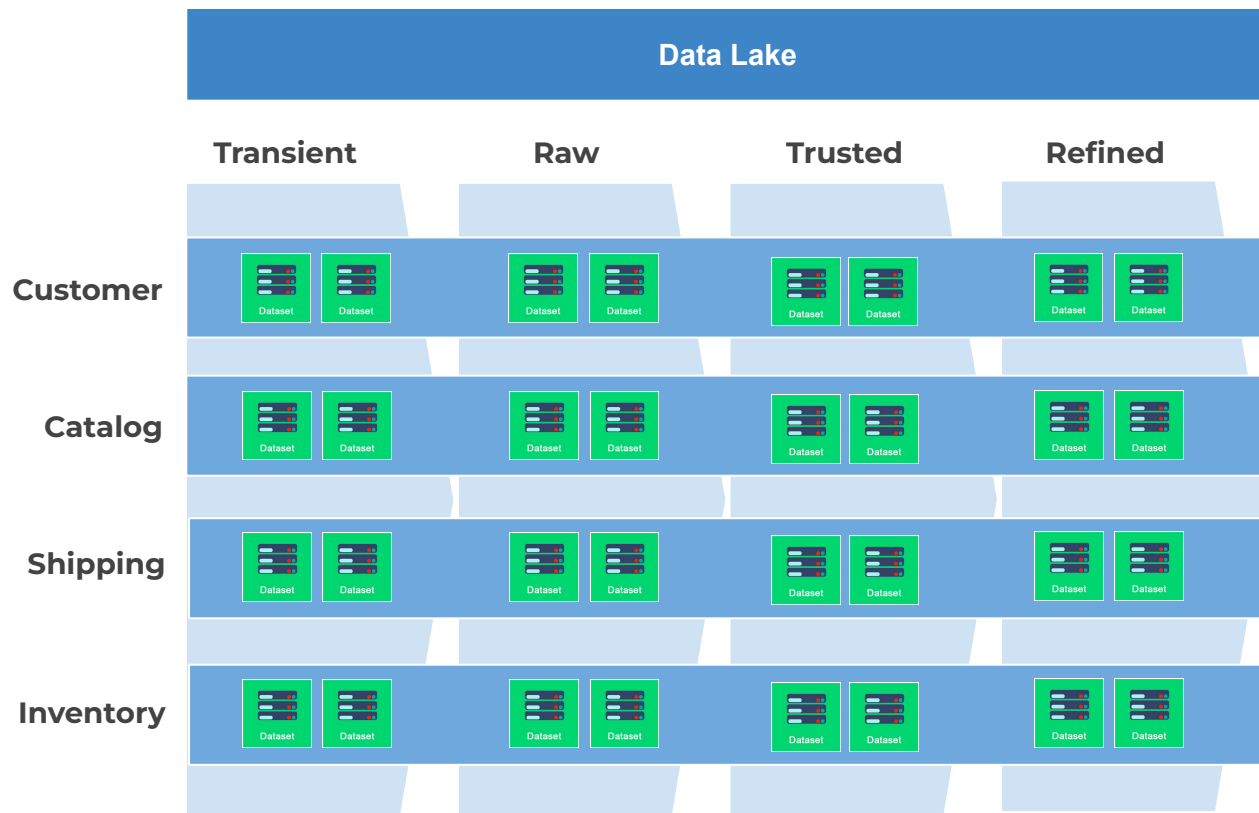 Data Lake
Transient Raw Trusted Refined
Customer
Dataset Dataset Dataset Dataset Dataset Dataset Dataset Dataset
Catalog
Dataset Dataset Dataset Dataset Dataset Dataset Dataset Dataset
Shipping
Dataset Dataset Dataset Dataset Dataset Dataset Dataset Dataset
Inventory
Dataset Dataset Dataset Dataset Dataset Dataset Dataset Dataset